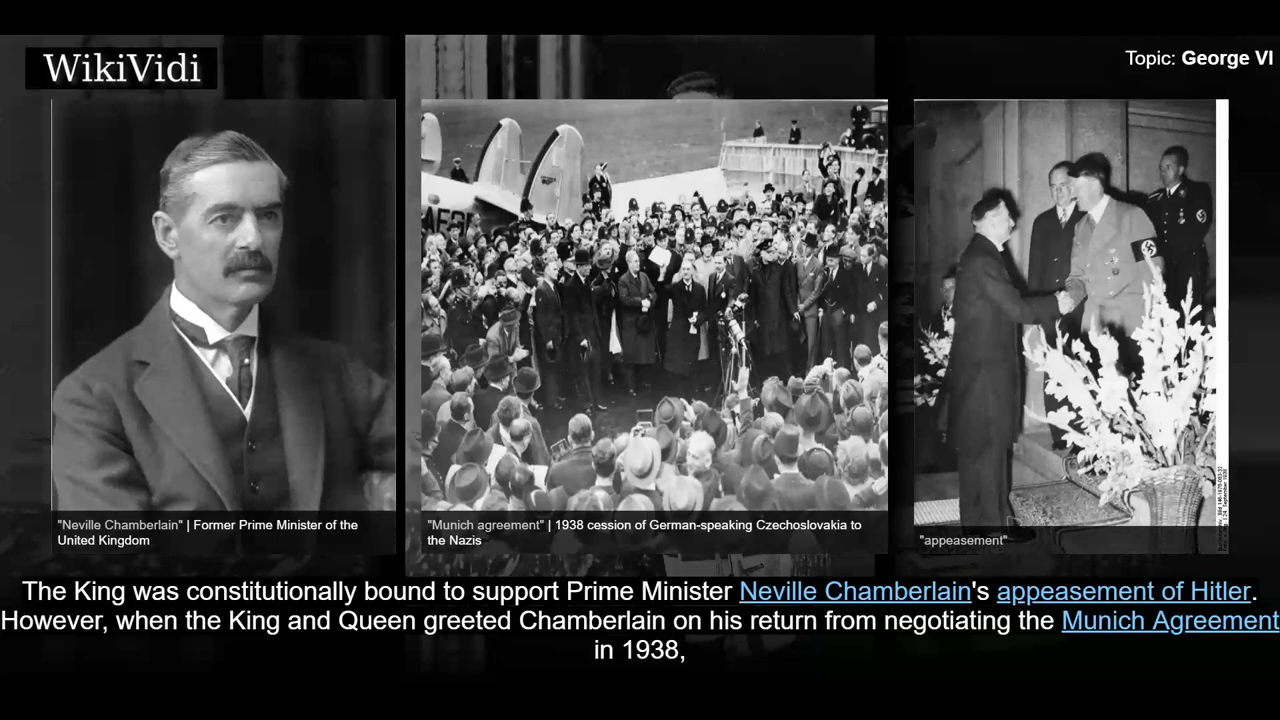 WikiVidi
Topic: George VI
"Neville Chamberlain" | Former Prime Minister of the
United Kingdom
"Munich agreement" | 1938 cession of German-speaking Czechoslovakia to
the Nazis
"appeasement"
The King was constitutionally bound to support Prime Minister Neville Chamberlain's appeasement of Hitler.
However, when the King and Queen greeted Chamberlain on his return from negotiating the Munich Agreement
in 1938,